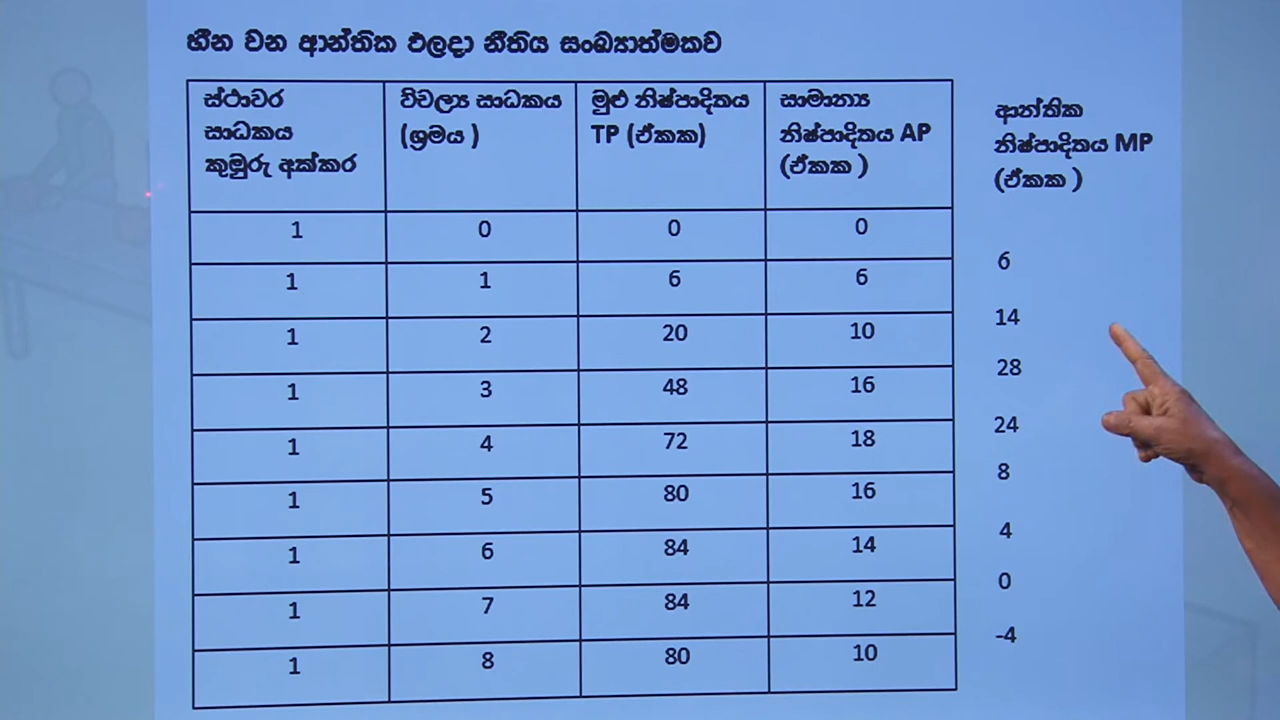 හීන වන ආන්තික ඵලදා නීතිය සංඛ්‍යාත්මකව
ස්ථාවර සාධකය කුඹුරු අක්කර විචල්‍ය සාධකය (ශ්‍රමය ) මුළු නිෂ්පාදිතය TP (ඒකක) සාමාන්‍ය නිෂ්පාදිතය AP (ඒකක ) ආන්තික නිෂ්පාදිතය MP (ඒකක )
1 0 0 0
6
1 1 6 6
14
1 2 20 10
28
1 3 48 16
24
1 4 72 18
8
1 5 80 16
4
1 6 84 14
0
1 7 84 12
-4
1 8 80 10